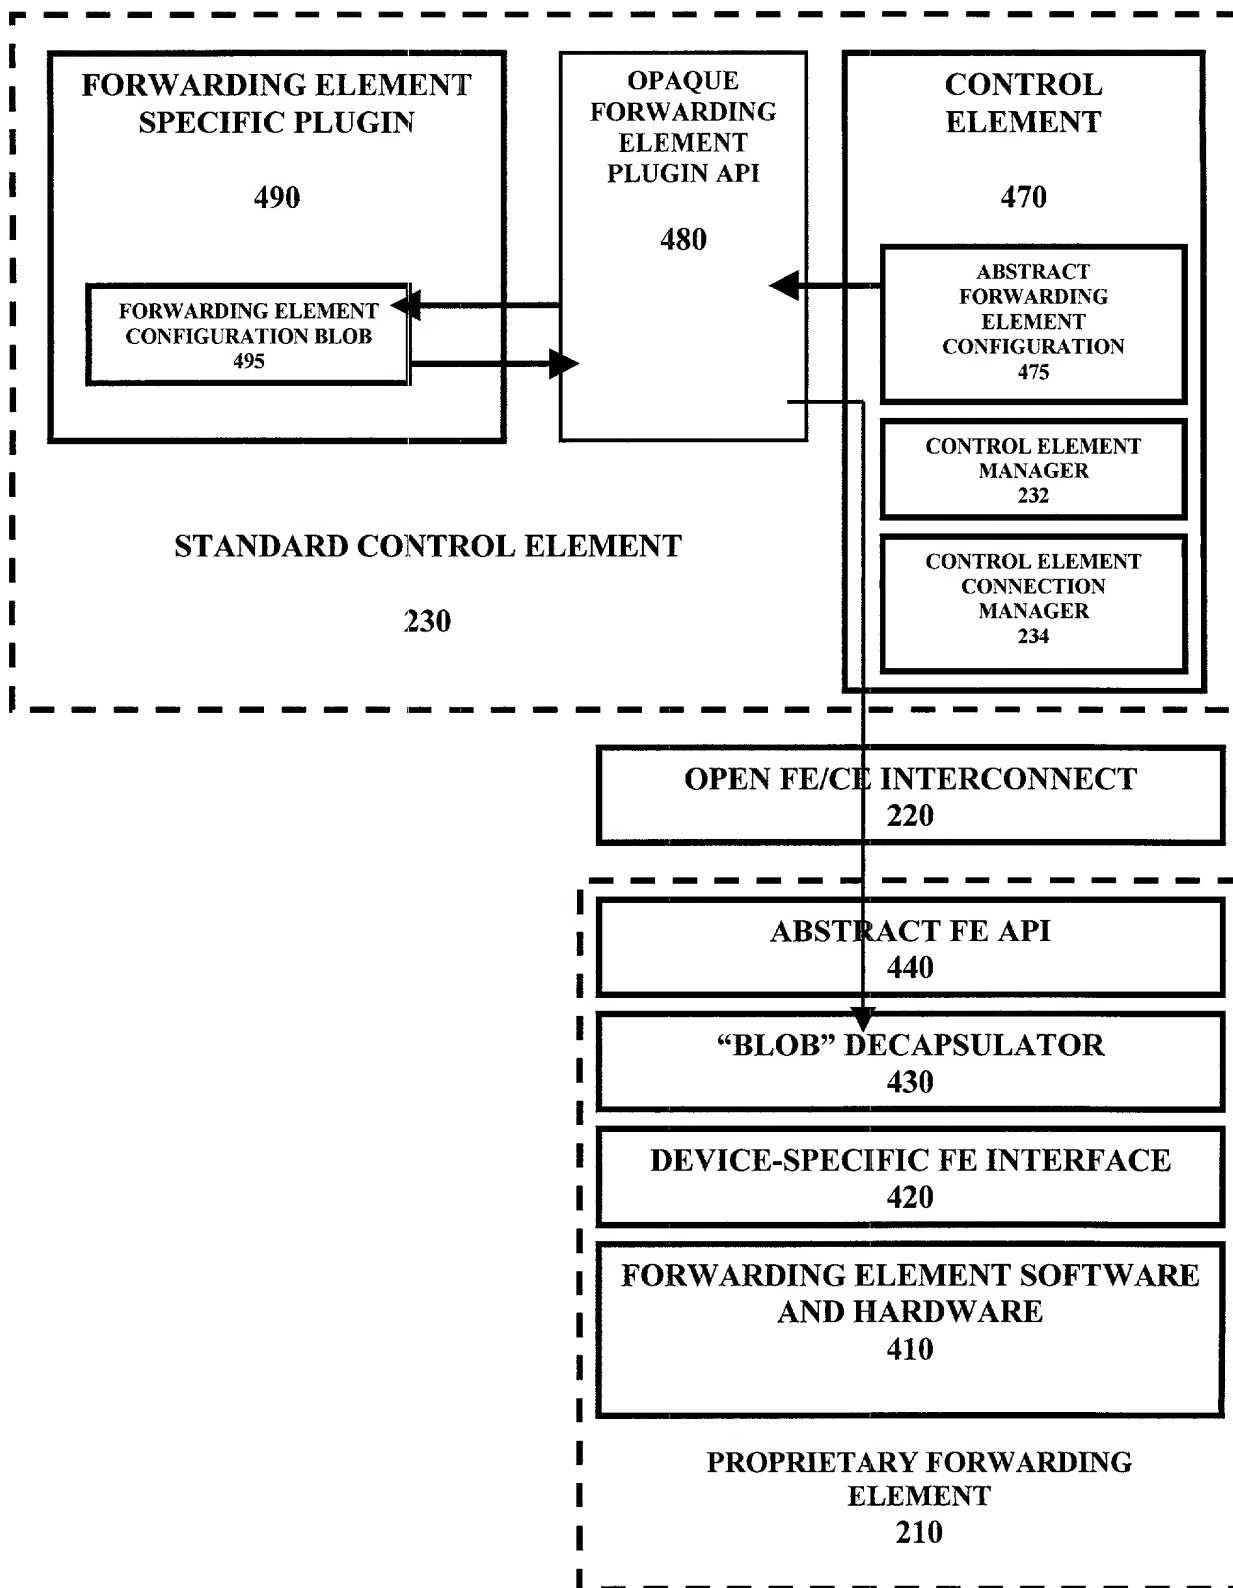 FORWARDING ELEMENT
SPECIFIC PLUGIN
490
FORWARDING ELEMENT
CONFIGURATION BLOB
495
OPAQUE
FORWARDING
ELEMENT
PLUGIN API
480
CONTROL
ELEMENT
470
ABSTRACT
FORWARDING
ELEMENT
CONFIGURATION
475
CONTROL ELEMENT
MANAGER
232
CONTROL ELEMENT
CONNECTION
MANAGER
234
STANDARD CONTROL ELEMENT
230
OPEN FE/CE INTERCONNECT
220
ABSTRACT FE API
440
“BLOB” DECAPSULATOR
430
DEVICE-SPECIFIC FE INTERFACE
420
FORWARDING ELEMENT SOFTWARE
AND HARDWARE
410
PROPRIETARY FORWARDING
ELEMENT
210